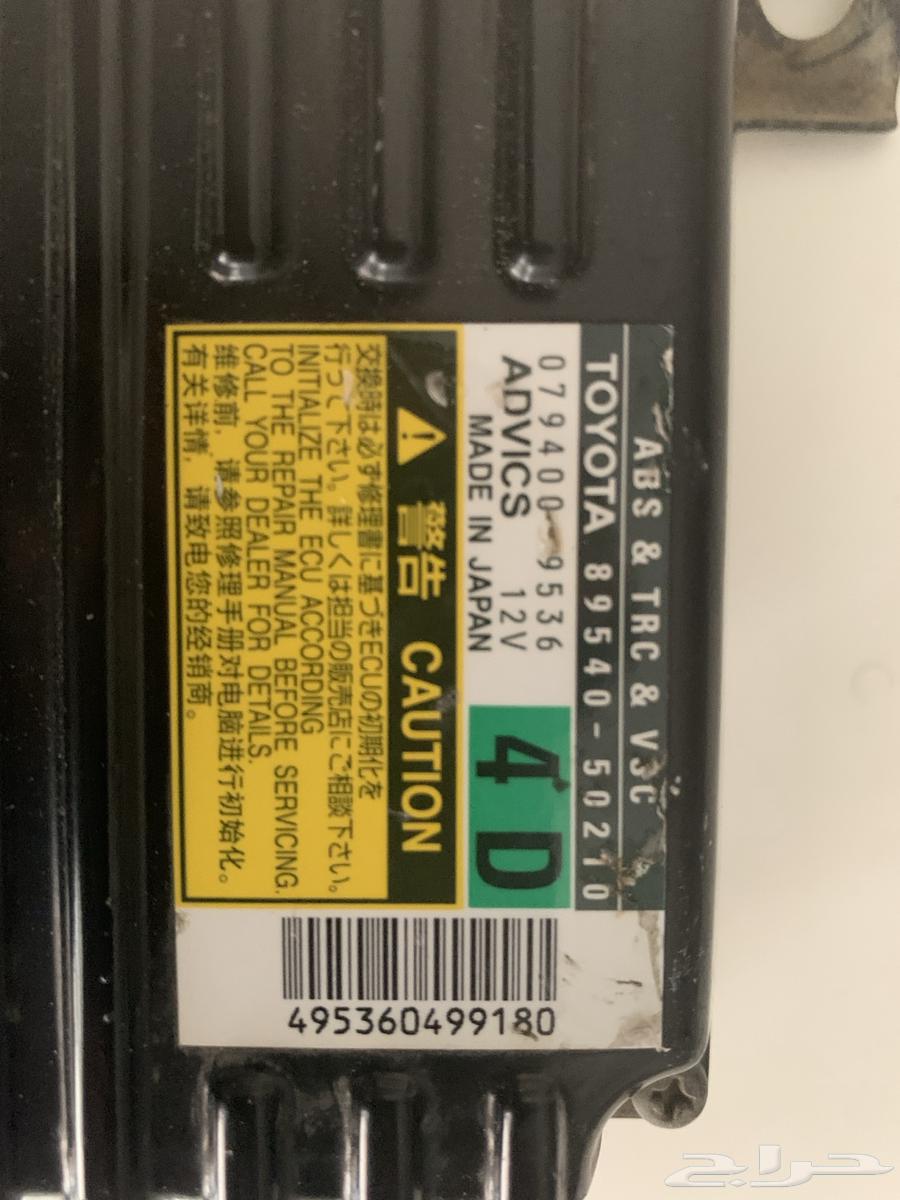 ABS & TRC & VSC
TOYOTA 89540-50210
079400-9536
ADVICS 12V
MADE IN JAPAN
4D
警告 CAUTION
交換時は必ず修理書に基づきECUの初期化を
行って下さい。詳しくは担当の販売店にご相談下さい。
INITIALIZE THE ECU ACCORDING
TO THE REPAIR MANUAL BEFORE SERVICING.
CALL YOUR DEALER FOR DETAILS.
维修前，请参照修理手册对电脑进行初始化。
有关详情，请致电您的经销商。
495360499180
حراج